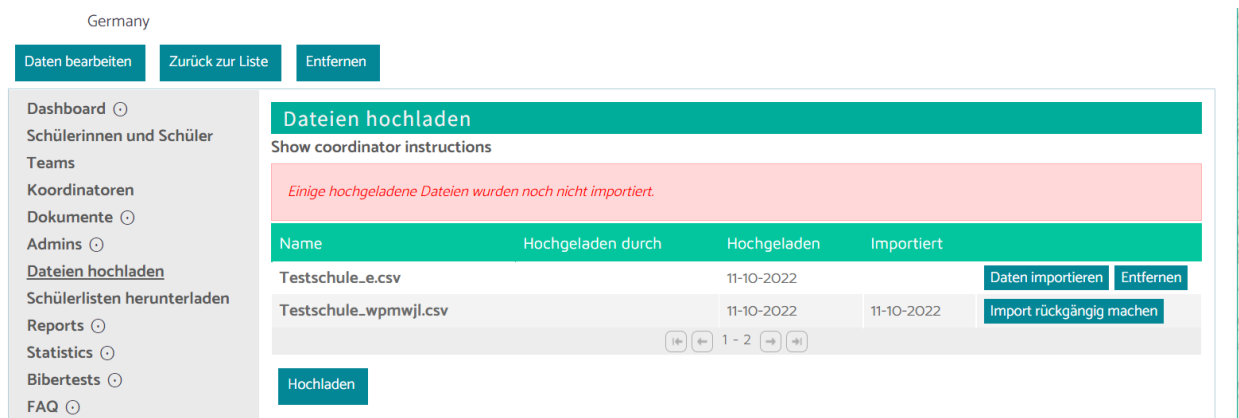 Germany
Daten bearbeiten Zurück zur Liste Entfernen
Dashboard
Schülerinnen und Schüler
Teams
Koordinatoren
Dokumente
Admins
Dateien hochladen
Schülerlisten herunterladen
Reports
Statistics
Bibertests
FAQ
Dateien hochladen
Show coordinator instructions
Einige hochgeladene Dateien wurden noch nicht importiert.
Name Hochgeladen durch Hochgeladen Importiert
Testschule_e.csv 11-10-2022 Daten importieren Entfernen
Testschule_wpmwjl.csv 11-10-2022 11-10-2022 Import rückgängig machen
1 - 2
Hochladen